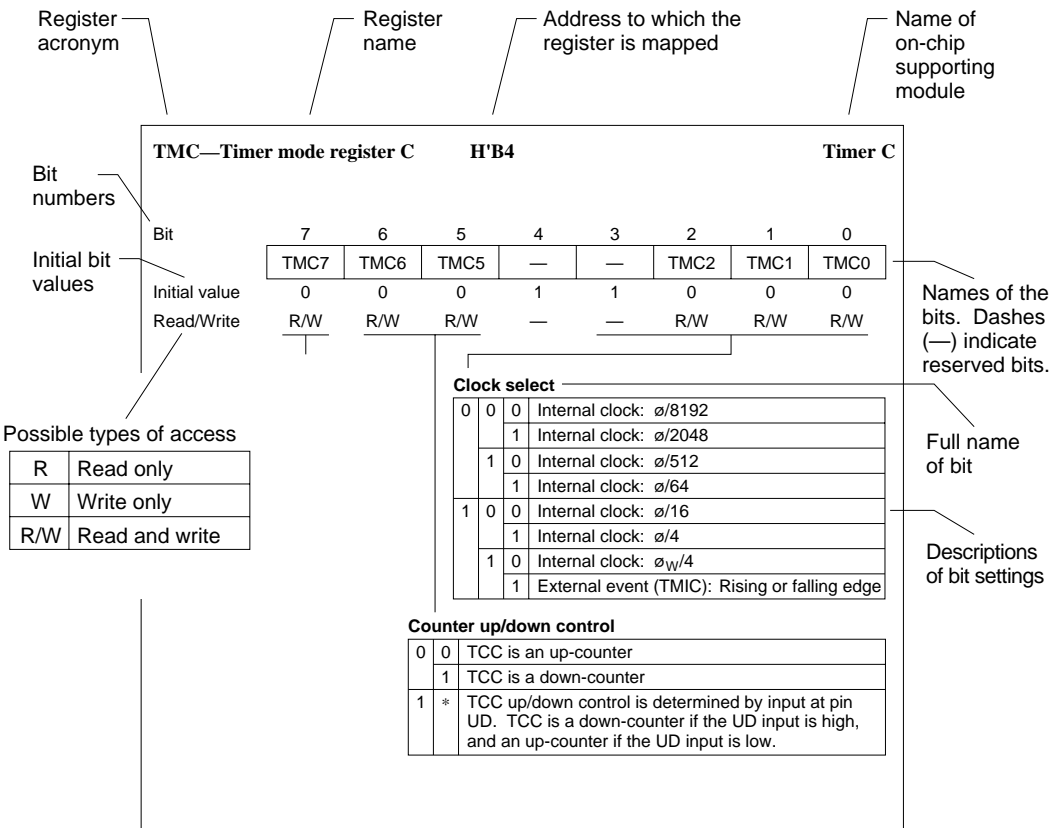 Register acronym
Register name
Address to which the register is mapped
Name of on-chip supporting module
TMC—Timer mode register C H'B4 Timer C
Bit numbers
Bit 7 6 5 4 3 2 1 0
Initial bit values
TMC7 TMC6 TMC5 — — TMC2 TMC1 TMC0
Initial value 0 0 0 1 1 0 0 0
Read/Write R/W R/W R/W — — R/W R/W R/W
Names of the bits. Dashes (—) indicate reserved bits.
Possible types of access
R Read only
W Write only
R/W Read and write
Clock select
0 0 0 Internal clock: ø/8192
1 Internal clock: ø/2048
1 0 Internal clock: ø/512
1 Internal clock: ø/64
1 0 0 Internal clock: ø/16
1 Internal clock: ø/4
1 0 Internal clock: øW/4
1 External event (TMIC): Rising or falling edge
Full name of bit
Descriptions of bit settings
Counter up/down control
0 0 TCC is an up-counter
1 TCC is a down-counter
1 * TCC up/down control is determined by input at pin
UD. TCC is a down-counter if the UD input is high,
and an up-counter if the UD input is low.